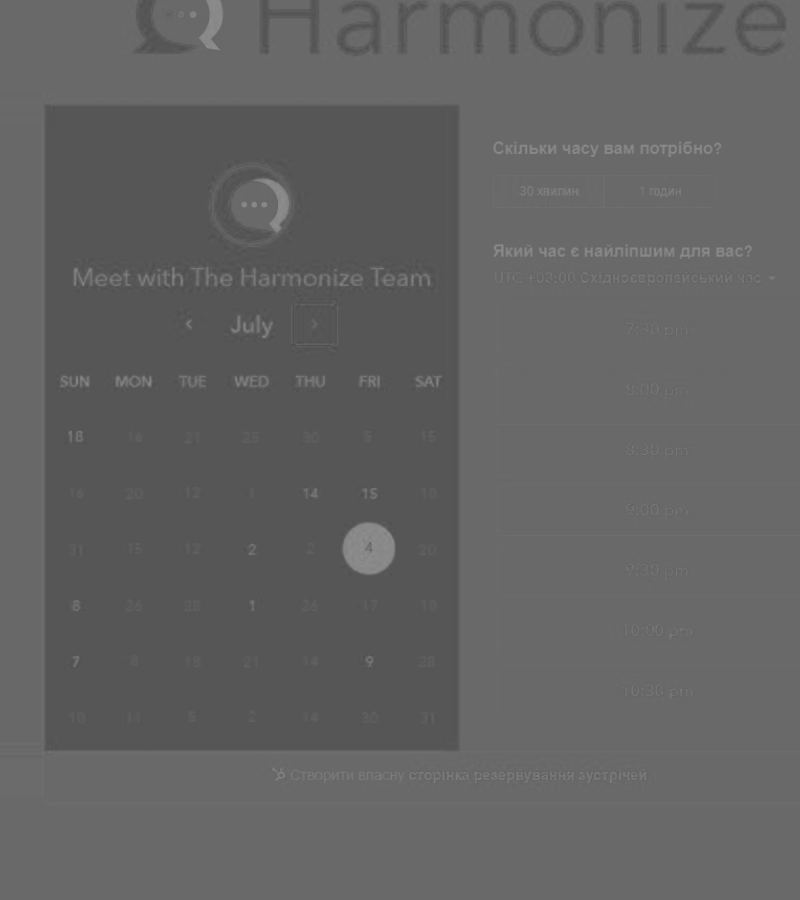 Harmonize
Meet with The Harmonize Team
July
SUN MON TUE WED THU FRI SAT
18 16 21 23 30 5 15
16 20 12 1 14 15 10
31 15 12 2 2 4 20
8 26 28 1 26 17 10
7 8 18 21 14 9 28
10 11 5 2 14 30 31
Скільки часу вам потрібно?
30 хвилин 1 годин
Який час є найліпшим для вас?
UTC +03:00 Східноєвропейський час
7:30 pm
8:00 pm
8:30 pm
9:00 pm
9:30 pm
10:00 pm
10:30 pm
Створити власну сторінка резервування зустрічей